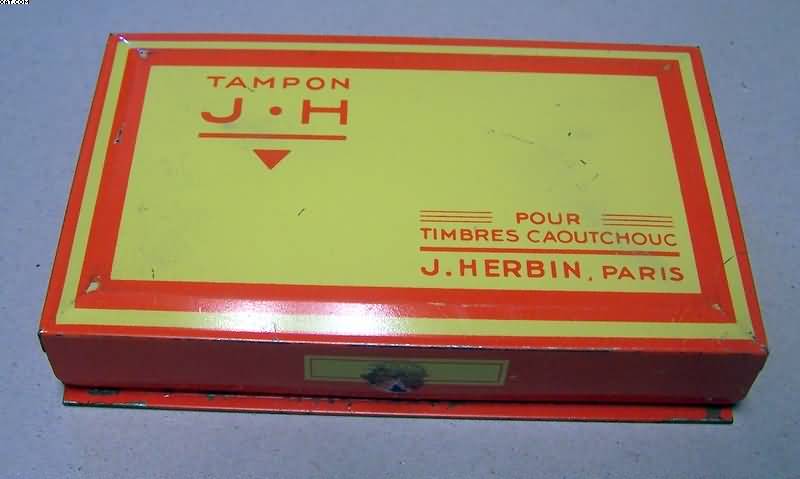 TAMPON
J·H
POUR
TIMBRES CAOUTCHOUC
J. HERBIN, PARIS